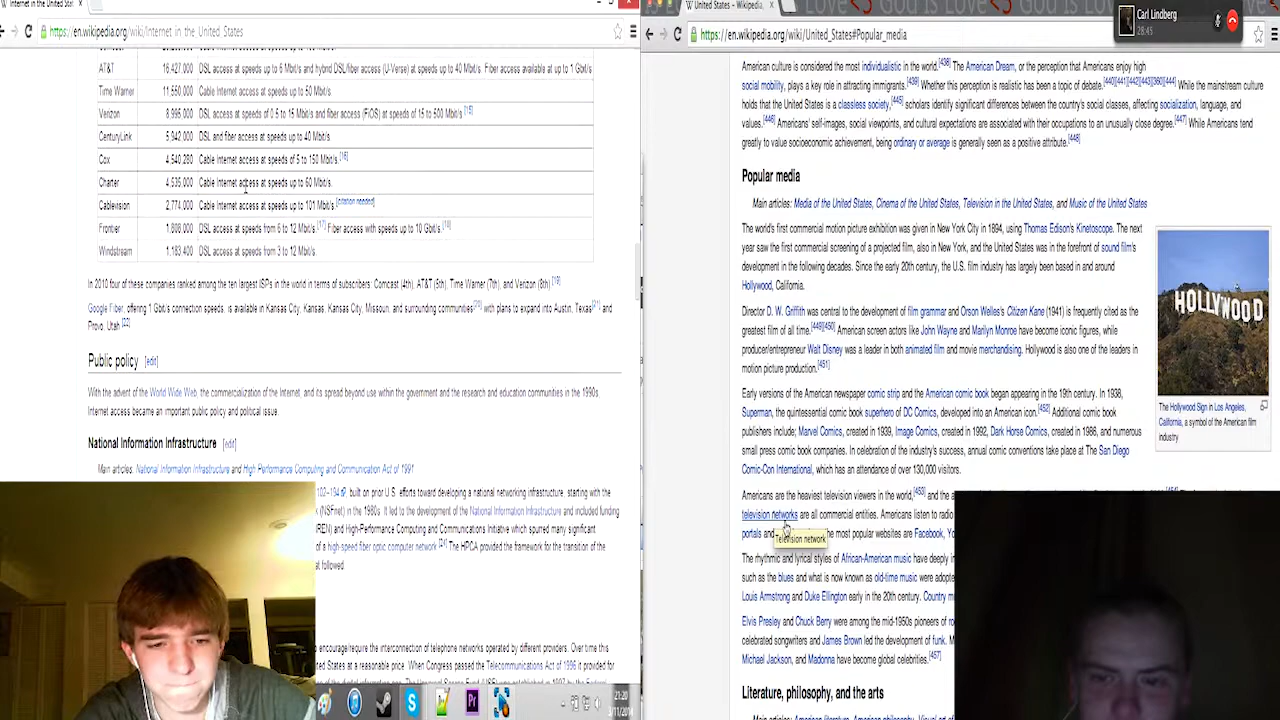 Internet in the United St
https://en.wikipedia.org/wiki/Internet_in_the_United_States
AT&T 16,427,000 DSL access at speeds up to 6 Mbit/s and hybrid DSL/fiber access (U-Verse) at speeds up to 40 Mbit/s. Fiber access available at up to 1 Gbit/s
Time Warner 11,550,000 Cable Internet access at speeds up to 50 Mbit/s.
Verizon 8,995,000 DSL access at speeds of 0.5 to 15 Mbit/s and fiber access (FiOS) at speeds of 15 to 500 Mbit/s [15]
CenturyLink 5,942,000 DSL and fiber access at speeds up to 40 Mbit/s.
Cox 4,540,280 Cable Internet access at speeds of 5 to 150 Mbit/s.[16]
Charter 4,535,000 Cable Internet access at speeds up to 60 Mbit/s.
Cablevision 2,774,000 Cable Internet access at speeds up to 101 Mbit/s.[citation needed]
Frontier 1,808,000 DSL access at speeds from 6 to 12 Mbit/s.[17] Fiber access with speeds up to 10 Gbit/s.[18]
Windstream 1,183,400 DSL access at speeds from 3 to 12 Mbit/s.
In 2010 four of these companies ranked among the ten largest ISPs in the world in terms of subscribers: Comcast (4th), AT&T (5th), Time Warner (7th), and Verizon (8th).[19]
Google Fiber, offering 1 Gbit/s connection speeds, is available in Kansas City, Kansas, Kansas City, Missouri, and surrounding communities[20] with plans to expand into Austin, Texas[21] and
Provo, Utah.[22]
Public policy [edit]
With the advent of the World Wide Web, the commercialization of the Internet, and its spread beyond use within the government and the research and education communities in the 1990s,
Internet access became an important public policy and political issue.
National Information Infrastructure [edit]
Main articles: National Information Infrastructure and High Performance Computing and Communication Act of 1991
102–194, built on prior U.S. efforts toward developing a national networking infrastructure, starting with the
(NSFnet) in the 1980s. It led to the development of the National Information Infrastructure and included funding
(REN) and High-Performance Computing and Communications Initiative which spurred many significant
of a high-speed fiber optic computer network.[24] The HPCA provided the framework for the transition of the
at followed.
encourage/require the interconnection of telephone networks operated by different providers. Over time this
ted States at a reasonable price. When Congress passed the Telecommunications Act of 1996 it provided for
21:20
3/11/2014
United States – Wikipedia,
https://en.wikipedia.org/wiki/United_States#Popular_media
Carl Lindberg
28:45
American culture is considered the most individualistic in the world.[438] The American Dream, or the perception that Americans enjoy high
social mobility, plays a key role in attracting immigrants.[439] Whether this perception is realistic has been a topic of debate.[440][441][442][443][360][444] While the mainstream culture
holds that the United States is a classless society,[445] scholars identify significant differences between the country's social classes, affecting socialization, language, and
values.[446] Americans' self-images, social viewpoints, and cultural expectations are associated with their occupations to an unusually close degree.[447] While Americans tend
greatly to value socioeconomic achievement, being ordinary or average is generally seen as a positive attribute.[448]
Popular media
Main articles: Media of the United States, Cinema of the United States, Television in the United States, and Music of the United States
The world's first commercial motion picture exhibition was given in New York City in 1894, using Thomas Edison's Kinetoscope. The next
year saw the first commercial screening of a projected film, also in New York, and the United States was in the forefront of sound film's
development in the following decades. Since the early 20th century, the U.S. film industry has largely been based in and around
Hollywood, California.
HOLLYWOOD
The Hollywood Sign in Los Angeles,
California, a symbol of the American film
industry
Director D. W. Griffith was central to the development of film grammar and Orson Welles's Citizen Kane (1941) is frequently cited as the
greatest film of all time.[449][450] American screen actors like John Wayne and Marilyn Monroe have become iconic figures, while
producer/entrepreneur Walt Disney was a leader in both animated film and movie merchandising. Hollywood is also one of the leaders in
motion picture production.[451]
Early versions of the American newspaper comic strip and the American comic book began appearing in the 19th century. In 1938,
Superman, the quintessential comic book superhero of DC Comics, developed into an American icon.[452] Additional comic book
publishers include; Marvel Comics, created in 1939, Image Comics, created in 1992, Dark Horse Comics, created in 1986, and numerous
small press comic book companies. In celebration of the industry's success, annual comic conventions take place at The San Diego
Comic-Con International, which has an attendance of over 130,000 visitors.
Americans are the heaviest television viewers in the world,[453] and the a
television networks are all commercial entities. Americans listen to radio
portals and the most popular websites are Facebook, Yo
Television network
The rhythmic and lyrical styles of African-American music have deeply in
such as the blues and what is now known as old-time music were adopte
Louis Armstrong and Duke Ellington early in the 20th century. Country m
Elvis Presley and Chuck Berry were among the mid-1950s pioneers of ro
celebrated songwriters and James Brown led the development of funk. M
Michael Jackson, and Madonna have become global celebrities.[457]
Literature, philosophy, and the arts